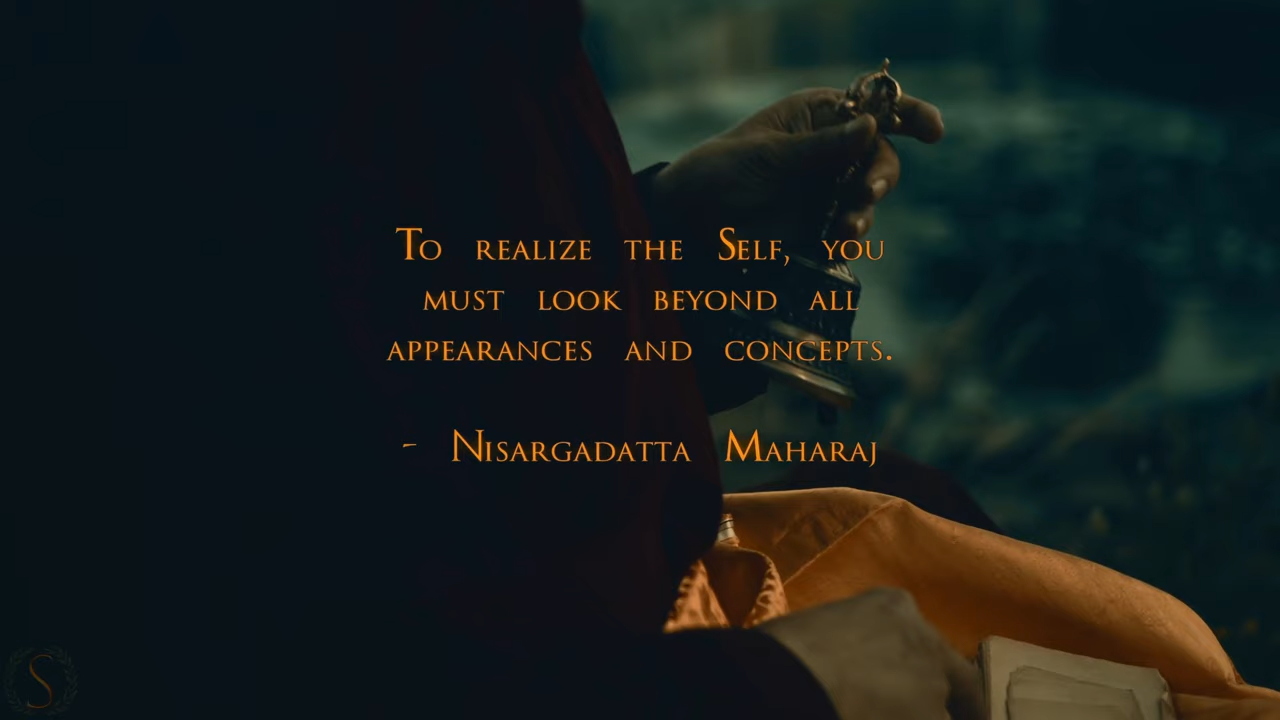 To realize the Self, you
must look beyond all
appearances and concepts.
- Nisargadatta Maharaj
S